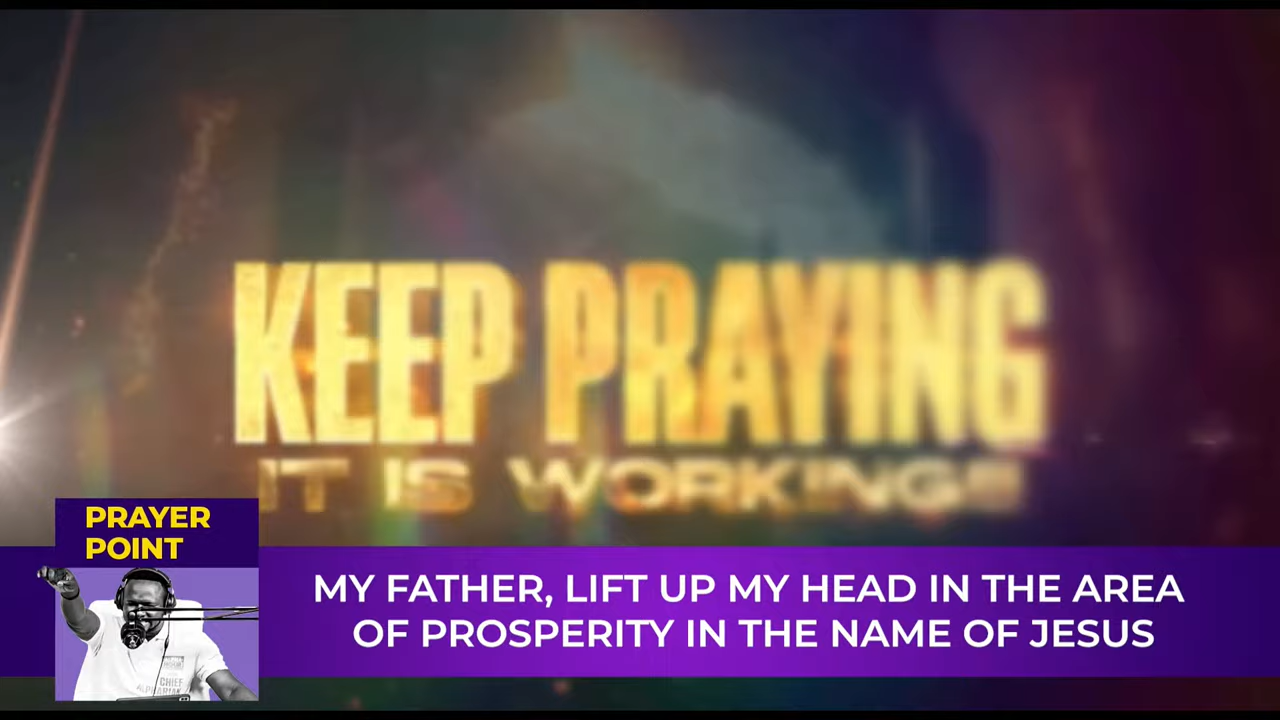 KEEP PRAYING
IT IS WORKING
PRAYER
POINT
MY FATHER, LIFT UP MY HEAD IN THE AREA
OF PROSPERITY IN THE NAME OF JESUS
CHIEF